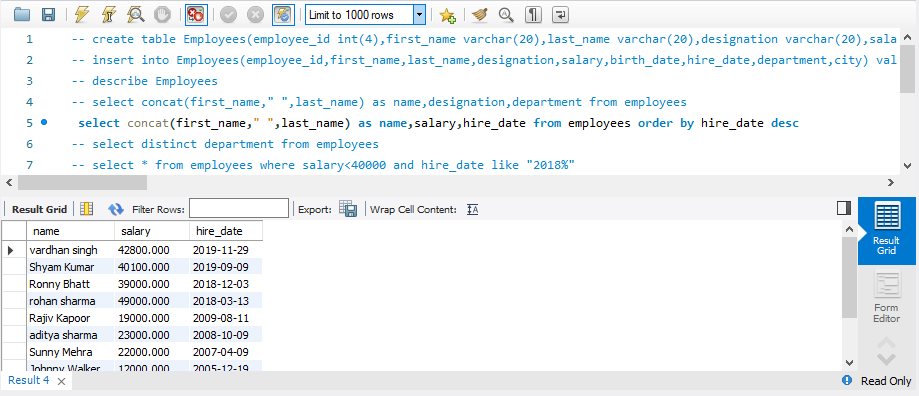 Limit to 1000 rows
1 -- create table Employees(employee_id int(4),first_name varchar(20),last_name varchar(20),designation varchar(20),sala
2 -- insert into Employees(employee_id,first_name,last_name,designation,salary,birth_date,hire_date,department,city) val
3 -- describe Employees
4 -- select concat(first_name," ",last_name) as name,designation,department from employees
5 select concat(first_name," ",last_name) as name,salary,hire_date from employees order by hire_date desc
6 -- select distinct department from employees
7 -- select * from employees where salary<40000 and hire_date like "2018%"
Result Grid Filter Rows: Export: Wrap Cell Content:
name salary hire_date
vardhan singh 42800.000 2019-11-29
Shyam Kumar 40100.000 2019-09-09
Ronny Bhatt 39000.000 2018-12-03
rohan sharma 49000.000 2018-03-13
Rajiv Kapoor 19000.000 2009-08-11
aditya sharma 23000.000 2008-10-09
Sunny Mehra 22000.000 2007-04-09
Johnny Walker 12000.000 2005-12-19
Result
Grid
Form
Editor
Result 4
Read Only